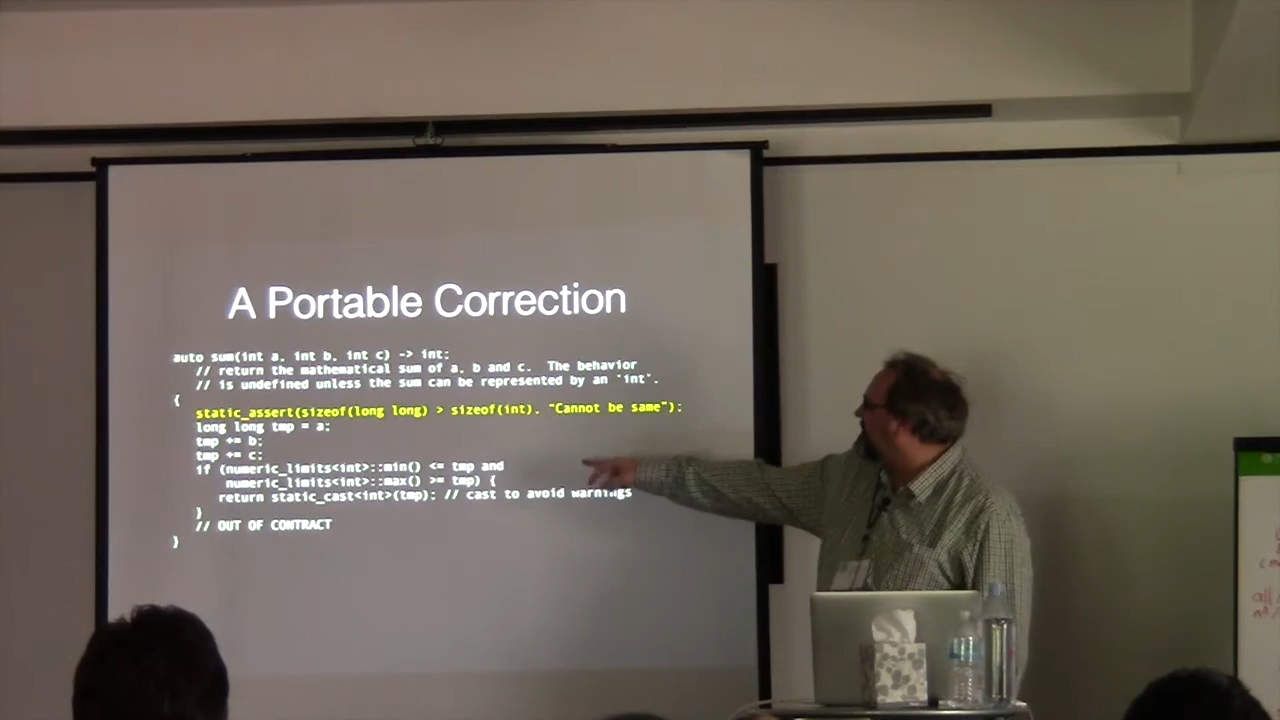 A Portable Correction
auto sum(int a, int b, int c) -> int;
// return the mathematical sum of a, b and c. The behavior
// is undefined unless the sum can be represented by an `int`.
{
static_assert(sizeof(long long) > sizeof(int), "Cannot be same");
long long tmp = a;
tmp += b;
tmp += c;
if (numeric_limits<int>::min() <= tmp and
numeric_limits<int>::max() >= tmp) {
return static_cast<int>(tmp); // cast to avoid warnings
}
// OUT OF CONTRACT
}
all